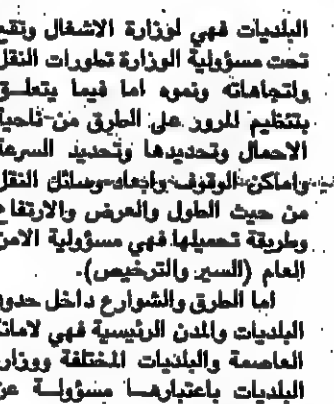 البلديات فهي لوزارة الاشغال وتقع
تحت مسؤولية الوزارة تطورات النقل
واتجاهاته ونموه اما فيما يتعلق
بتنظيم المرور على الطرق من ناحية
الاحمال وتحديدها وتحديد السرعة
واماكن الوقوف وابعاد وسائل النقل
من حيث الطول والعرض والارتفاع
وطريقة تحميلها فهي مسؤولية الامن
العام (السير والترخيص).
اما الطرق والشوارع داخل حدود
البلديات والمدن الرئيسية فهي لامانة
العاصمة والبلديات المختلفة ووزارة
البلديات باعتبارها مسؤولة عن